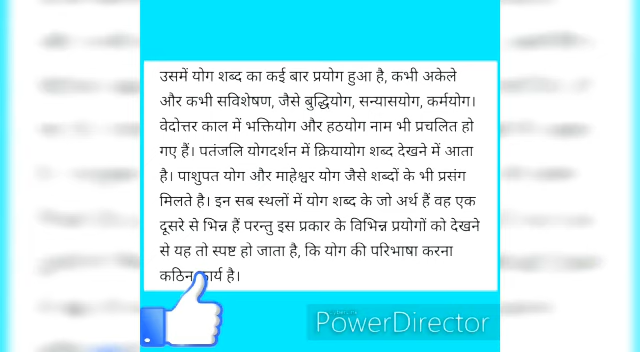 उसमें योग शब्द का कई बार प्रयोग हुआ है, कभी अकेले
और कभी सविशेषण, जैसे बुद्धियोग, सन्यासयोग, कर्मयोग।
वेदोत्तर काल में भक्तियोग और हठयोग नाम भी प्रचलित हो
गए हैं। पतंजलि योगदर्शन में क्रियायोग शब्द देखने में आता
है। पाशुपत योग और माहेश्वर योग जैसे शब्दों के भी प्रसंग
मिलते है। इन सब स्थलों में योग शब्द के जो अर्थ हैं वह एक
दूसरे से भिन्न हैं परन्तु इस प्रकार के विभिन्न प्रयोगों को देखने
से यह तो स्पष्ट हो जाता है, कि योग की परिभाषा करना
कठिन कार्य है।
PowerDirector